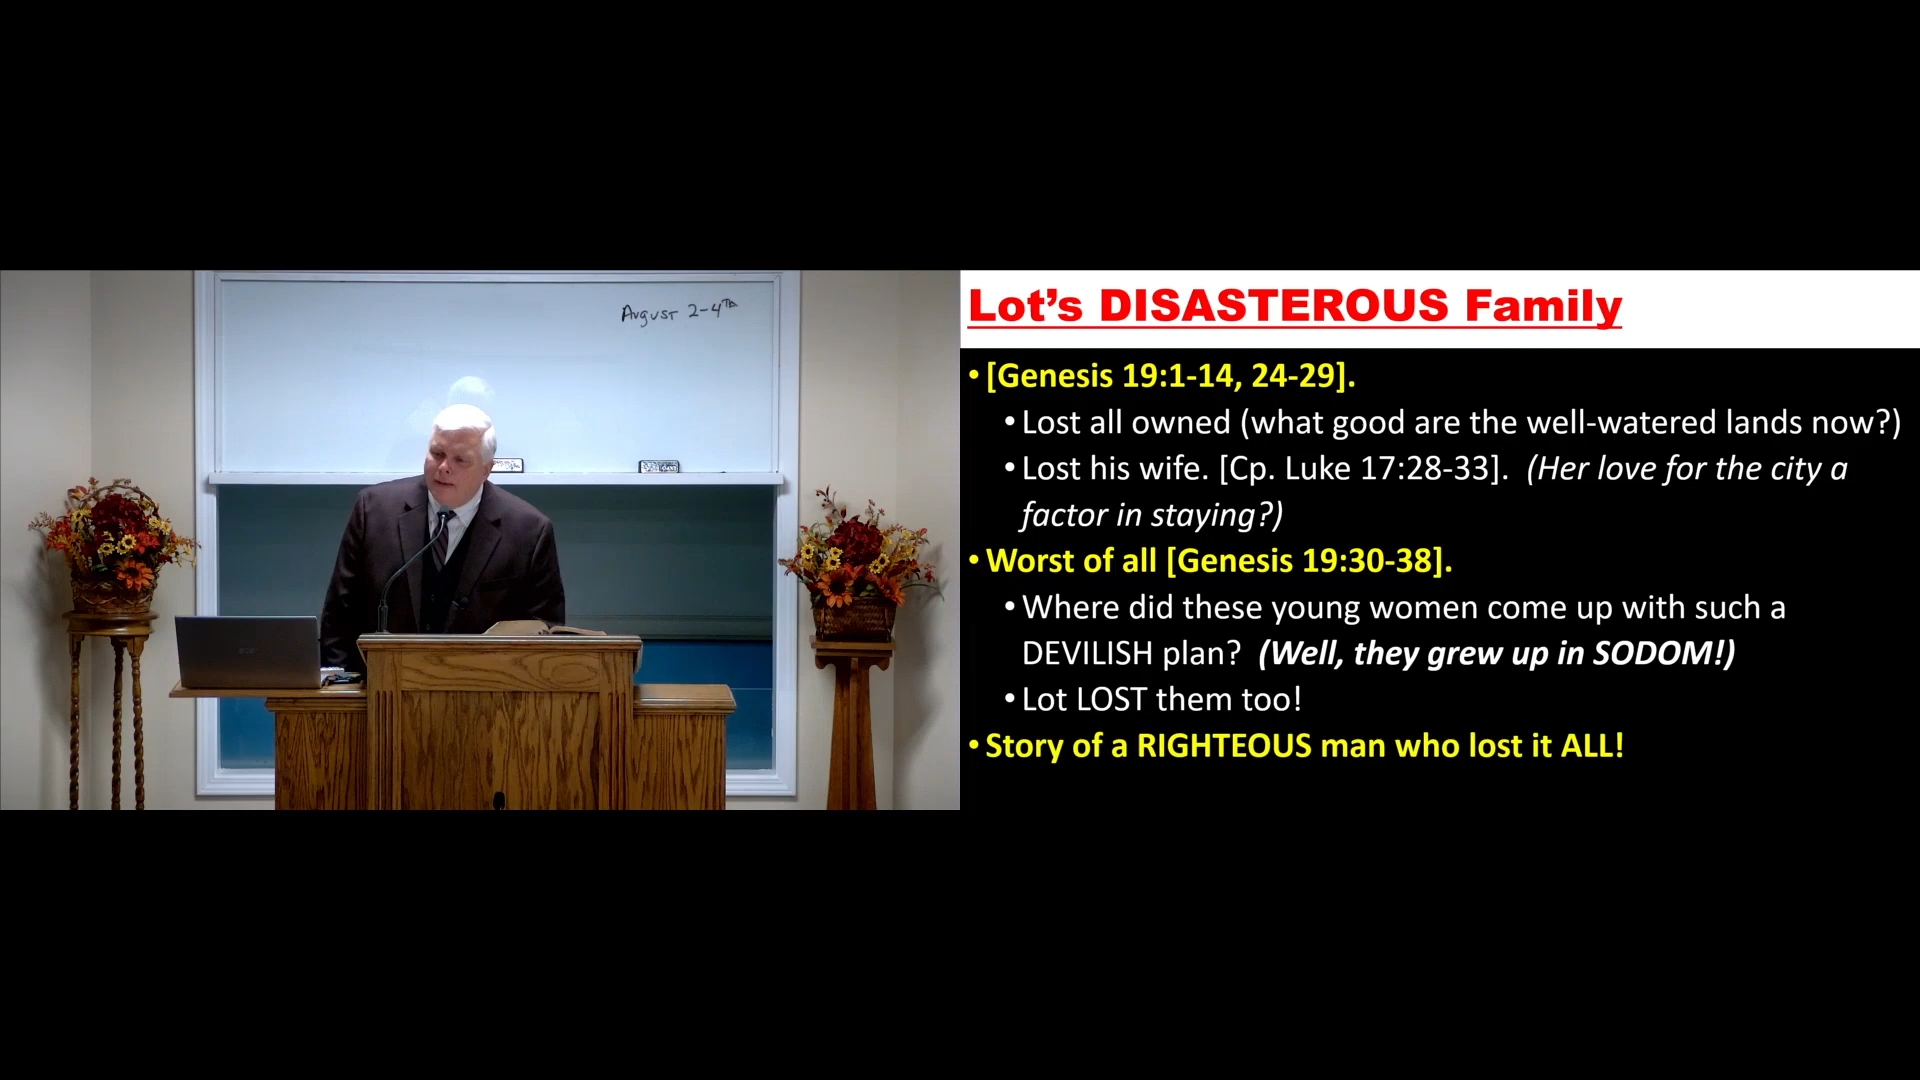 August 2-4
Lot's DISASTEROUS Family
• [Genesis 19:1-14, 24-29].
• Lost all owned (what good are the well-watered lands now?)
• Lost his wife. [Cp. Luke 17:28-33]. (Her love for the city a
factor in staying?)
• Worst of all [Genesis 19:30-38].
• Where did these young women come up with such a
DEVILISH plan? (Well, they grew up in SODOM!)
• Lot LOST them too!
• Story of a RIGHTEOUS man who lost it ALL!